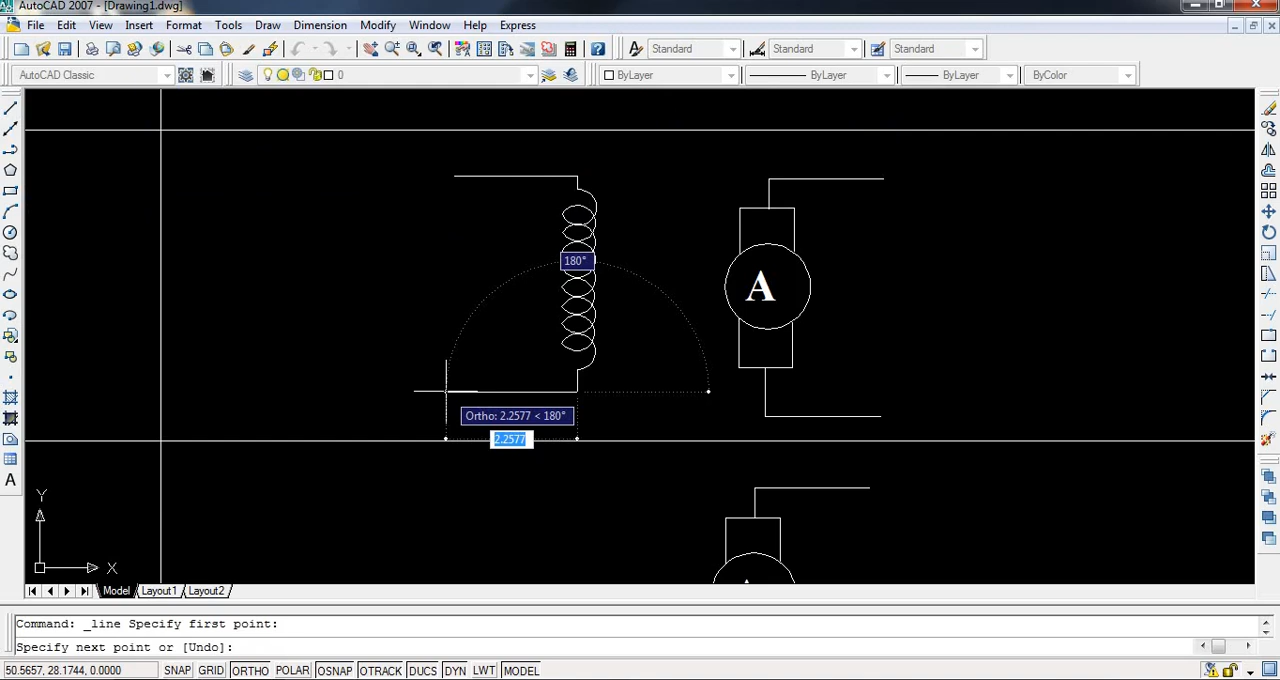 AutoCAD 2007 - [Drawing1.dwg]
File Edit View Insert Format Tools Draw Dimension Modify Window Help Express
Standard Standard Standard
AutoCAD Classic 0 ByLayer ByLayer ByLayer ByColor
180°
A
Ortho: 2.2577 < 180°
2.2577
Y
X
A
Model Layout1 Layout2
Command: _line Specify first point:
Specify next point or [Undo]:
50.5657, 28.1744, 0.0000 SNAP GRID ORTHO POLAR OSNAP OTRACK DUCS DYN LWT MODEL